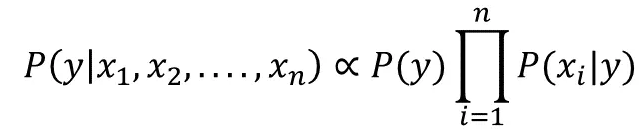 P(y|x₁, x₂, . . . . , xₙ) ∝ P(y) ∏ᵢ₌₁ⁿ P(xᵢ|y)